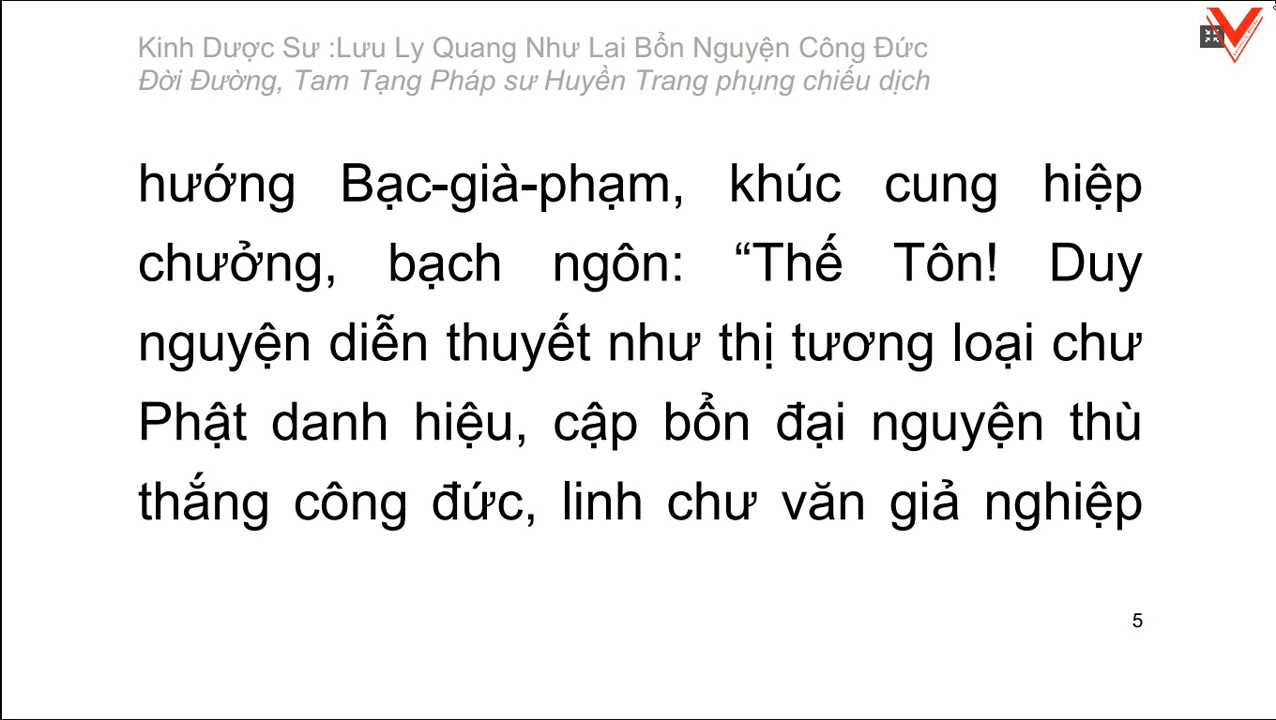 Kinh Dược Sư :Lưu Ly Quang Như Lai Bổn Nguyện Công Đức
Đời Đường, Tam Tạng Pháp sư Huyền Trang phụng chiếu dịch
hướng Bạc-già-phạm, khúc cung hiệp
chưởng, bạch ngôn: “Thế Tôn! Duy
nguyện diễn thuyết như thị tương loại chư
Phật danh hiệu, cập bổn đại nguyện thù
thắng công đức, linh chư văn giả nghiệp
5